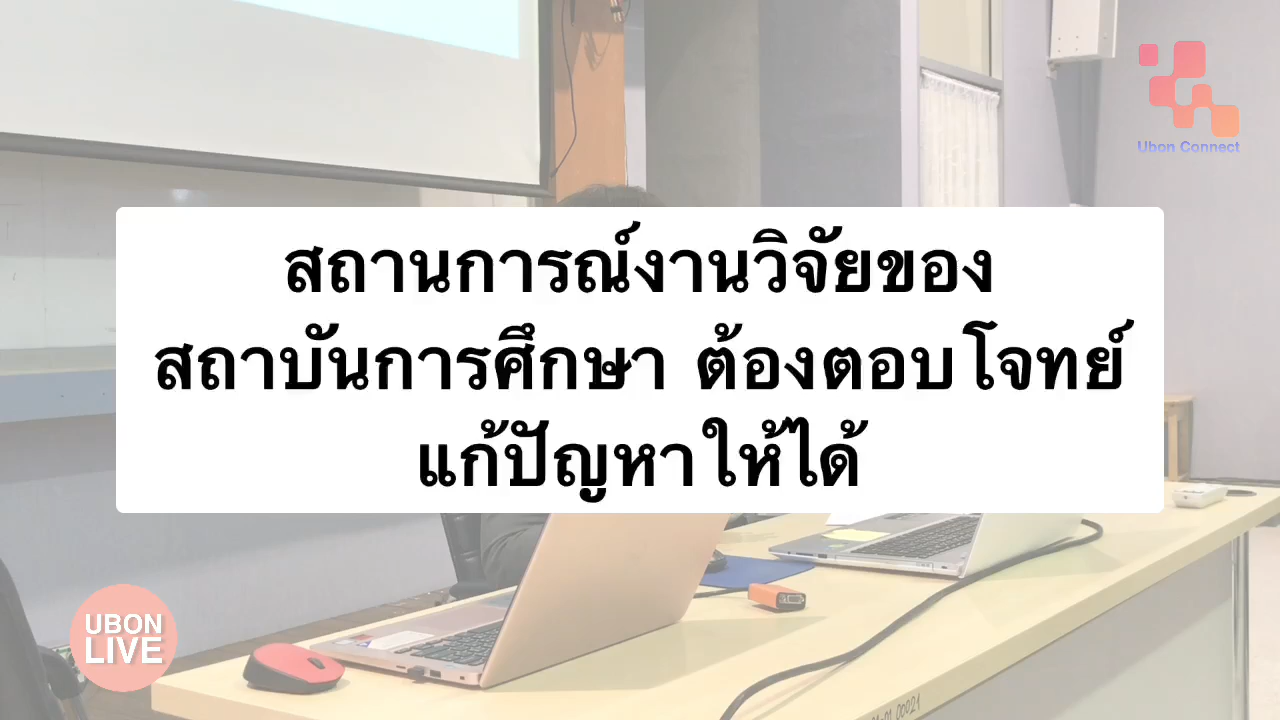 Ubon Connect
สถานการณ์งานวิจัยของ
สถาบันการศึกษา ต้องตอบโจทย์
แก้ปัญหาให้ได้
UBON
LIVE